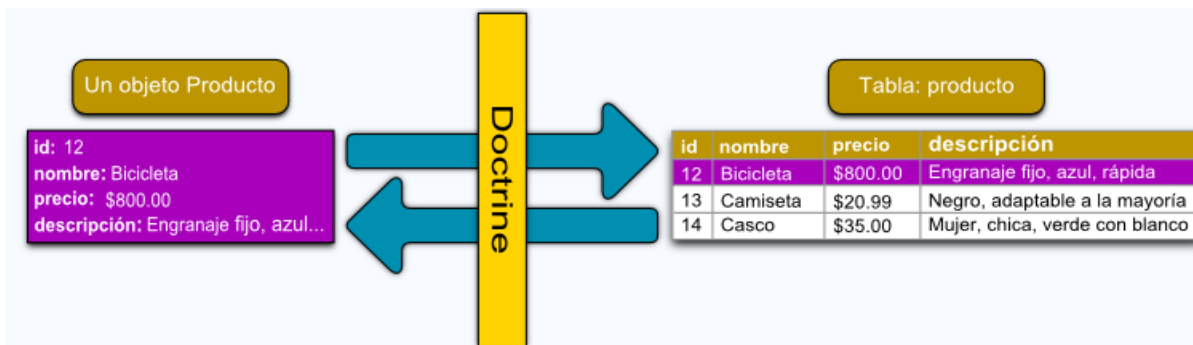 Un objeto Producto
id: 12
nombre: Bicicleta
precio: $800.00
descripción: Engranaje fijo, azul...
Doctrine
Tabla: producto
id nombre precio descripción
12 Bicicleta $800.00 Engranaje fijo, azul, rápida
13 Camiseta $20.99 Negro, adaptable a la mayoría
14 Casco $35.00 Mujer, chica, verde con blanco